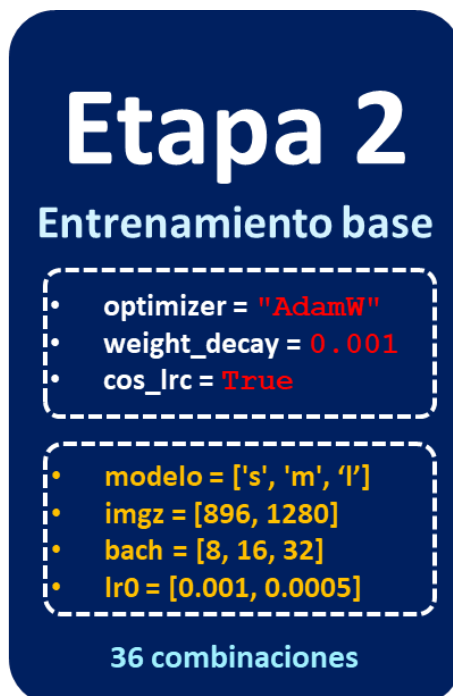 Etapa 2
Entrenamiento base
• optimizer = "AdamW"
• weight_decay = 0.001
• cos_lrc = True
• modelo = ['s', 'm', ‘l’]
• imgz = [896, 1280]
• bach = [8, 16, 32]
• lr0 = [0.001, 0.0005]
36 combinaciones